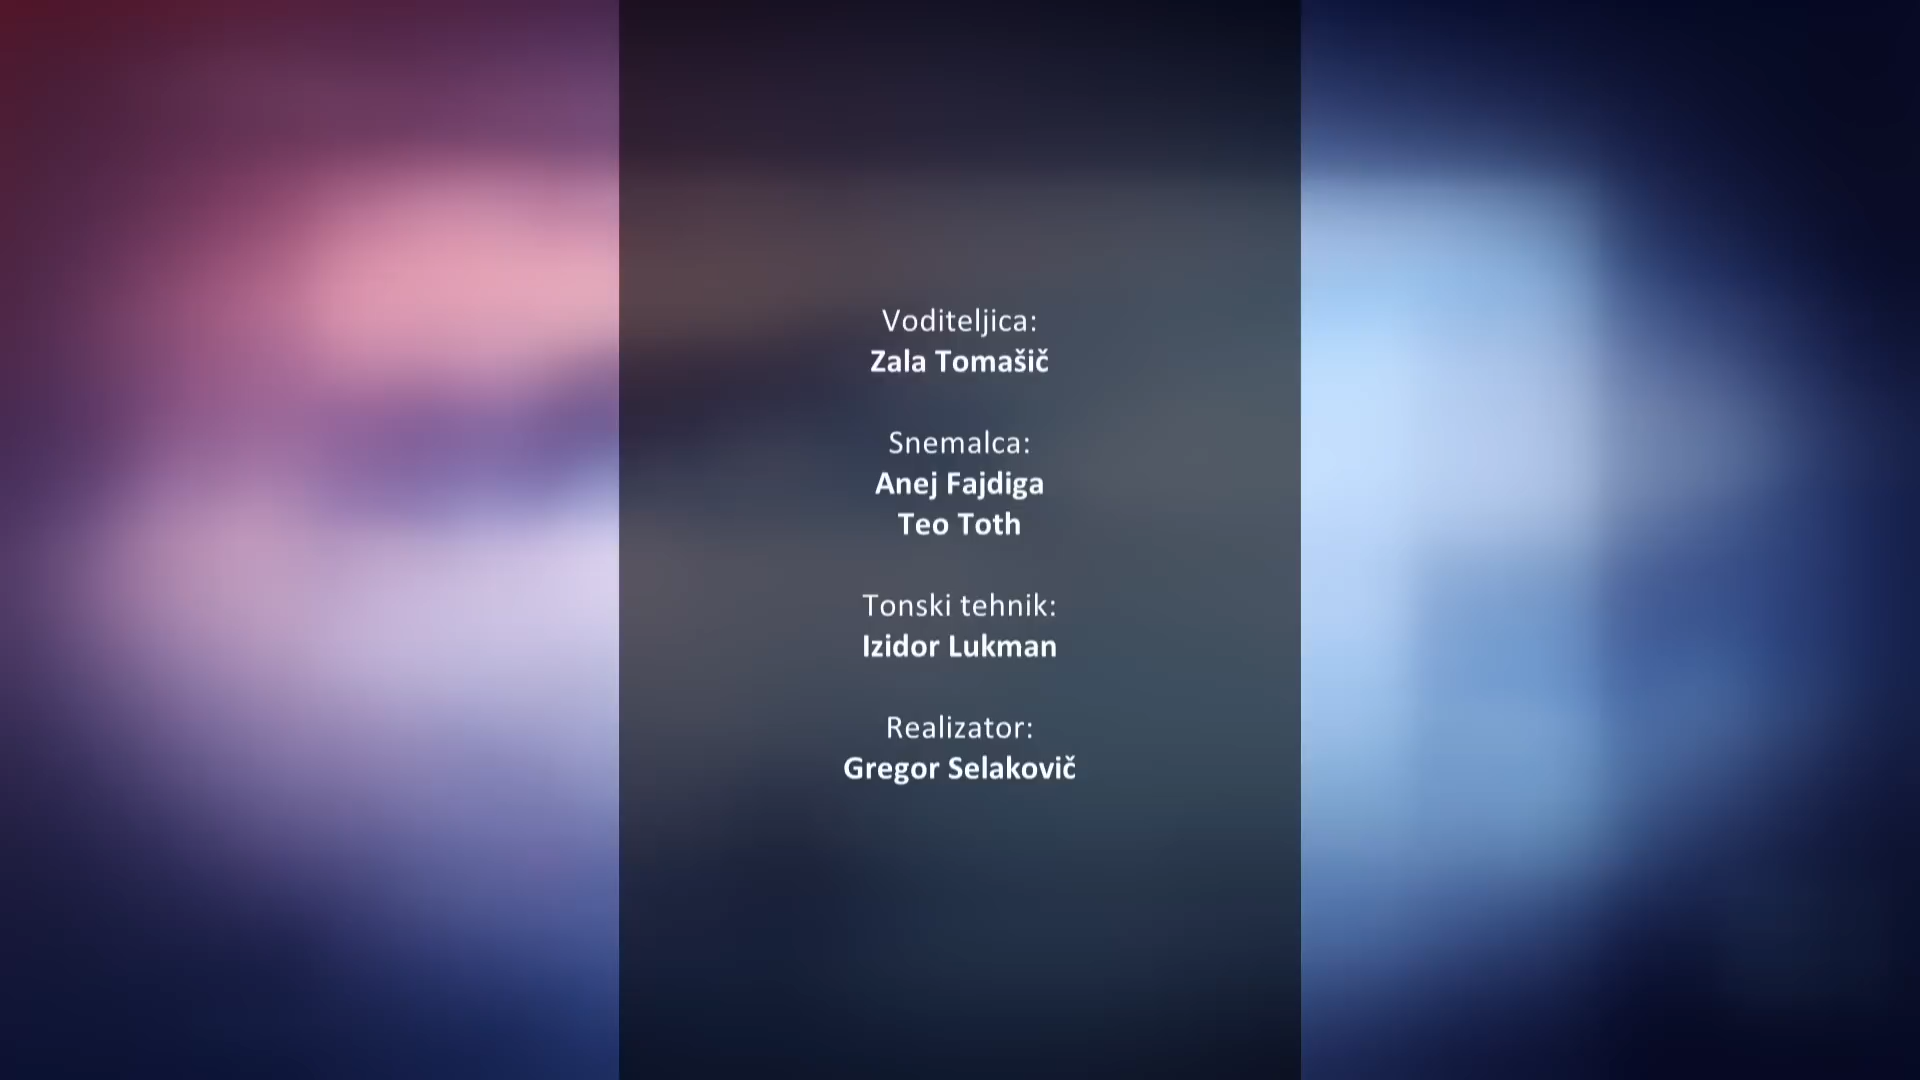 Voditeljica:
Zala Tomašič
Snemalca:
Anej Fajdiga
Teo Toth
Tonski tehnik:
Izidor Lukman
Realizator:
Gregor Selakovič